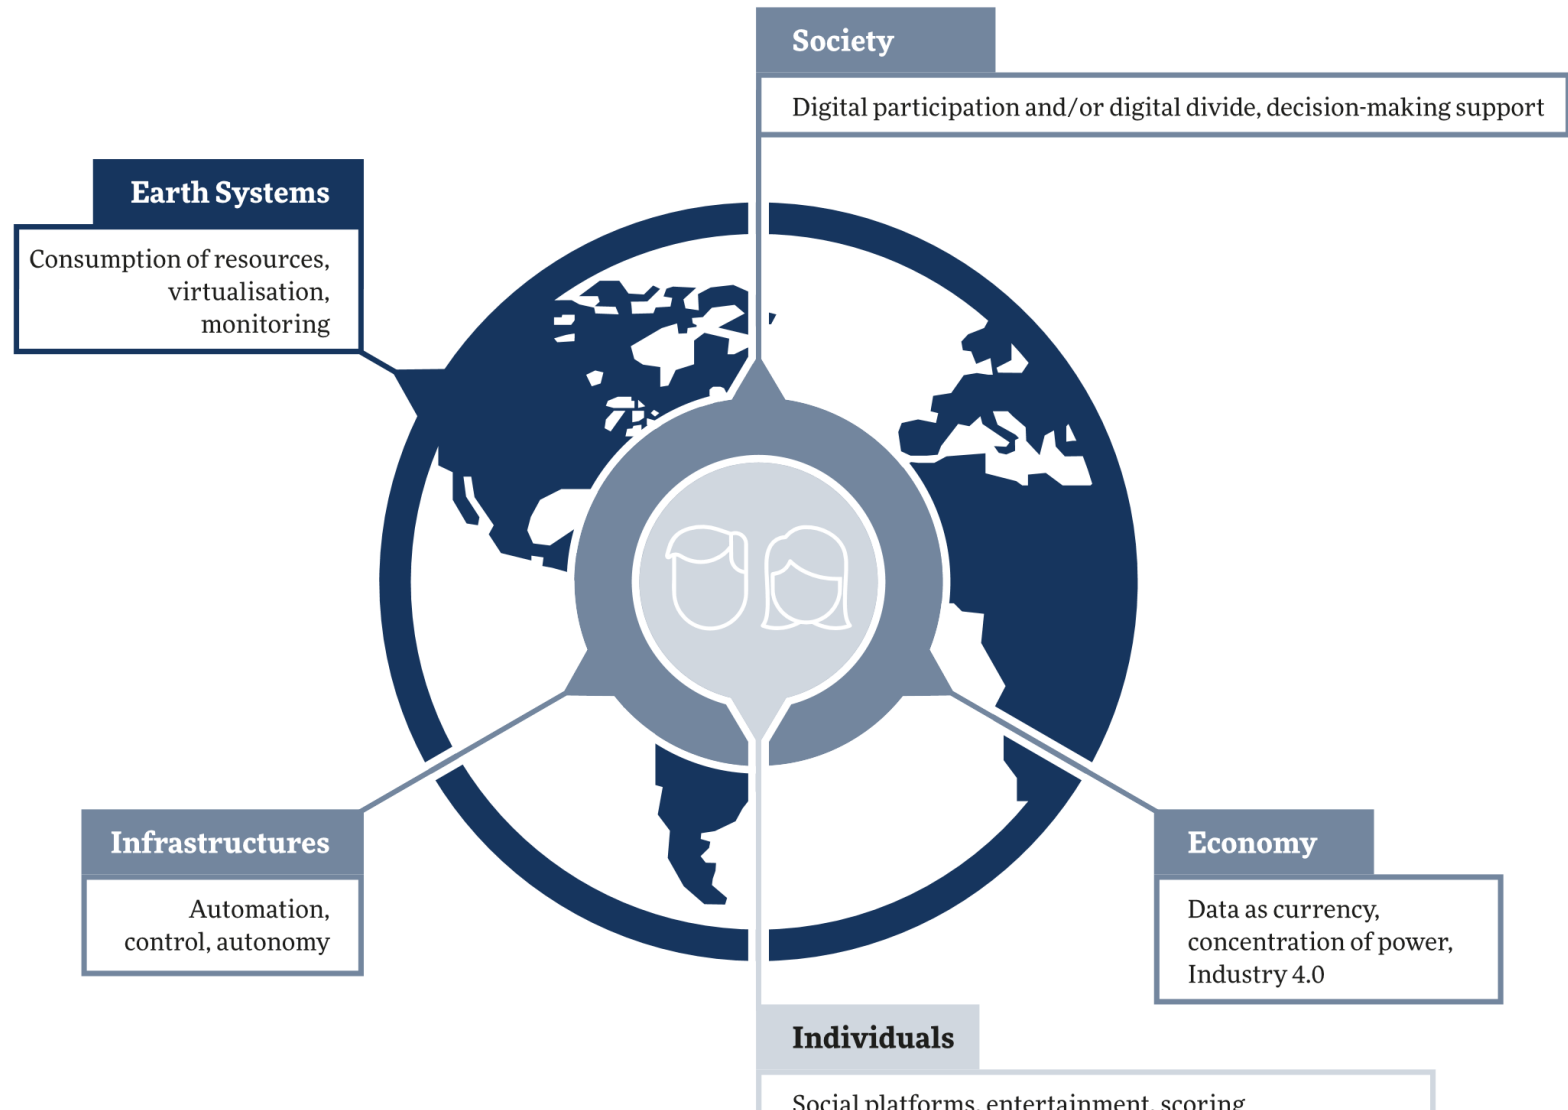 Society
Digital participation and/or digital divide, decision-making support
Earth Systems
Consumption of resources,
virtualisation,
monitoring
Infrastructures
Automation,
control, autonomy
Economy
Data as currency,
concentration of power,
Industry 4.0
Individuals
Social platforms, entertainment, scoring